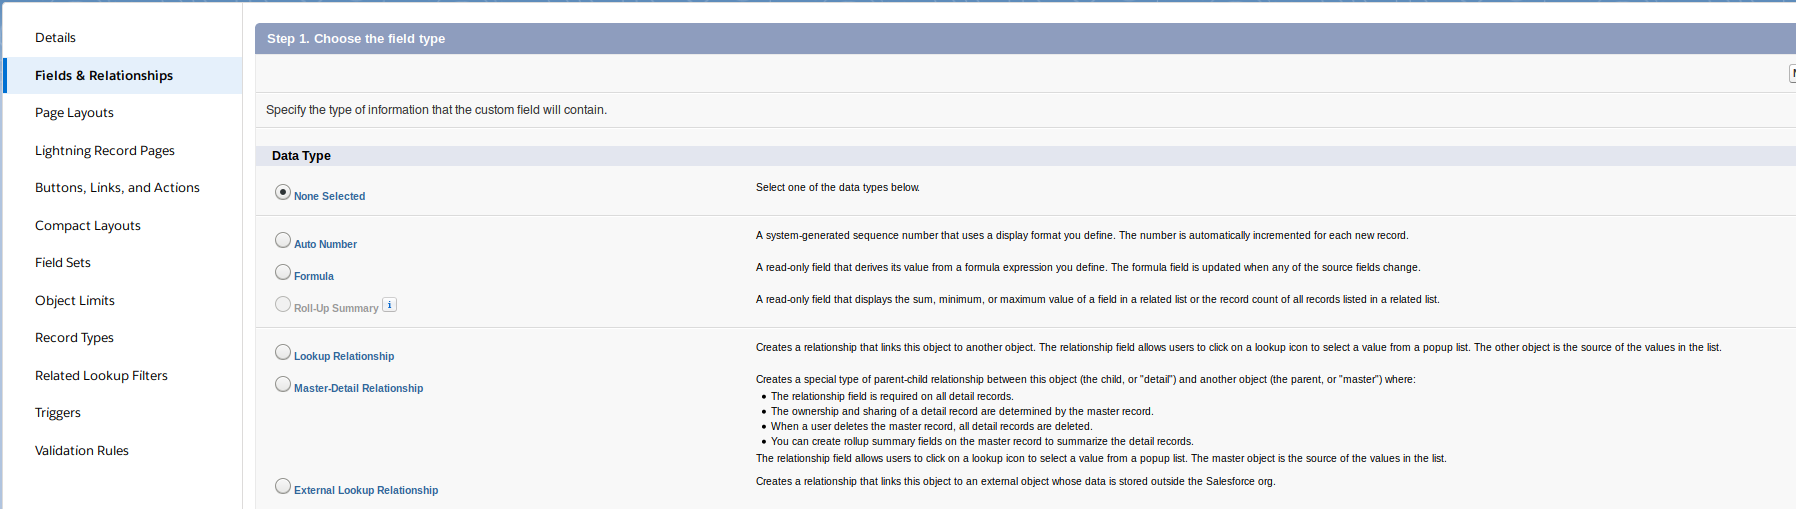 Details
Fields & Relationships
Page Layouts
Lightning Record Pages
Buttons, Links, and Actions
Compact Layouts
Field Sets
Object Limits
Record Types
Related Lookup Filters
Triggers
Validation Rules
Step 1. Choose the field type
Specify the type of information that the custom field will contain.
Data Type
None Selected
Select one of the data types below.
Auto Number
A system-generated sequence number that uses a display format you define. The number is automatically incremented for each new record.
Formula
A read-only field that derives its value from a formula expression you define. The formula field is updated when any of the source fields change.
Roll-Up Summary i
A read-only field that displays the sum, minimum, or maximum value of a field in a related list or the record count of all records listed in a related list.
Lookup Relationship
Creates a relationship that links this object to another object. The relationship field allows users to click on a lookup icon to select a value from a popup list. The other object is the source of the values in the list.
Master-Detail Relationship
Creates a special type of parent-child relationship between this object (the child, or "detail") and another object (the parent, or "master") where:
• The relationship field is required on all detail records.
• The ownership and sharing of a detail record are determined by the master record.
• When a user deletes the master record, all detail records are deleted.
• You can create rollup summary fields on the master record to summarize the detail records.
The relationship field allows users to click on a lookup icon to select a value from a popup list. The master object is the source of the values in the list.
External Lookup Relationship
Creates a relationship that links this object to an external object whose data is stored outside the Salesforce org.